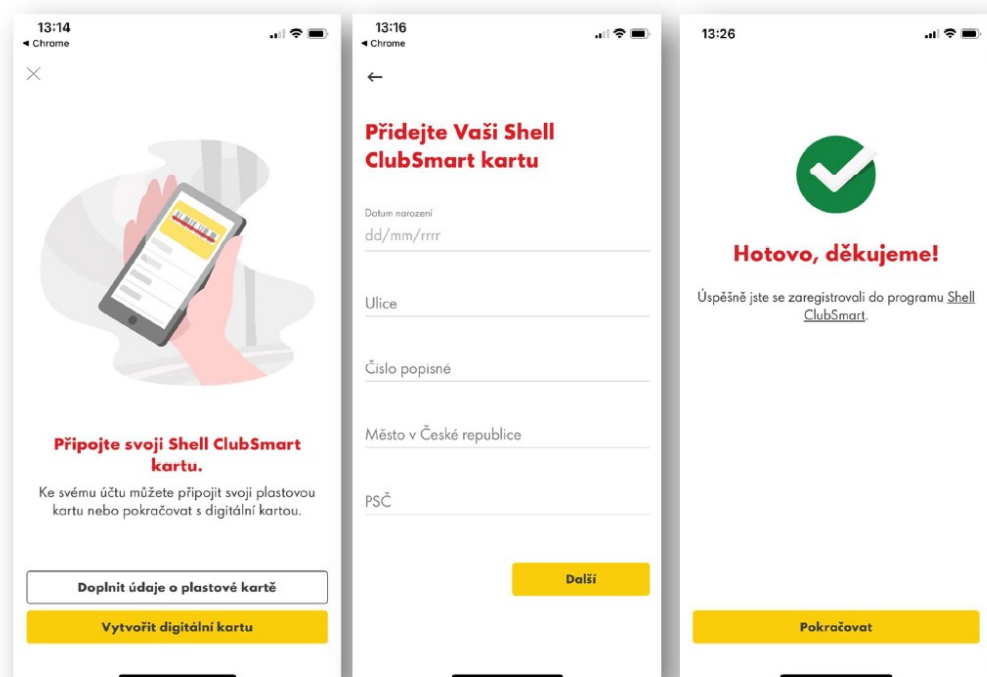 13:14
◄ Chrome
Připojte svoji Shell ClubSmart
kartu.
Ke svému účtu můžete připojit svoji plastovou
kartu nebo pokračovat s digitální kartou.
Doplnit údaje o plastové kartě
Vytvořit digitální kartu
13:16
◄ Chrome
Přidejte Vaši Shell
ClubSmart kartu
Datum narození
dd/mm/rrrr
Ulice
Číslo popisné
Město v České republice
PSČ
Další
13:26
Hotovo, děkujeme!
Úspěšně jste se zaregistrovali do programu Shell
ClubSmart.
Pokračovat